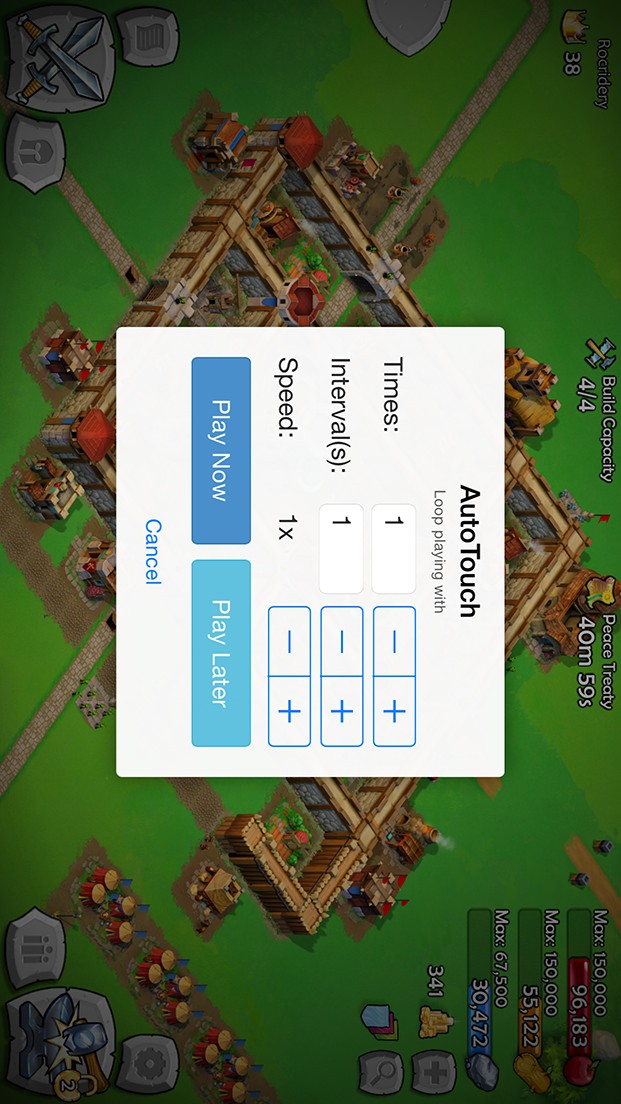 Rocridery
38
Build Capacity
4/4
Peace Treaty
40m 59s
Max: 150,000
96,183
Max: 150,000
55,122
Max: 67,500
30,472
341
AutoTouch
Loop playing with
Times: 1 − +
Interval(s): 1 − +
Speed: 1x − +
Play Now Play Later
Cancel
2